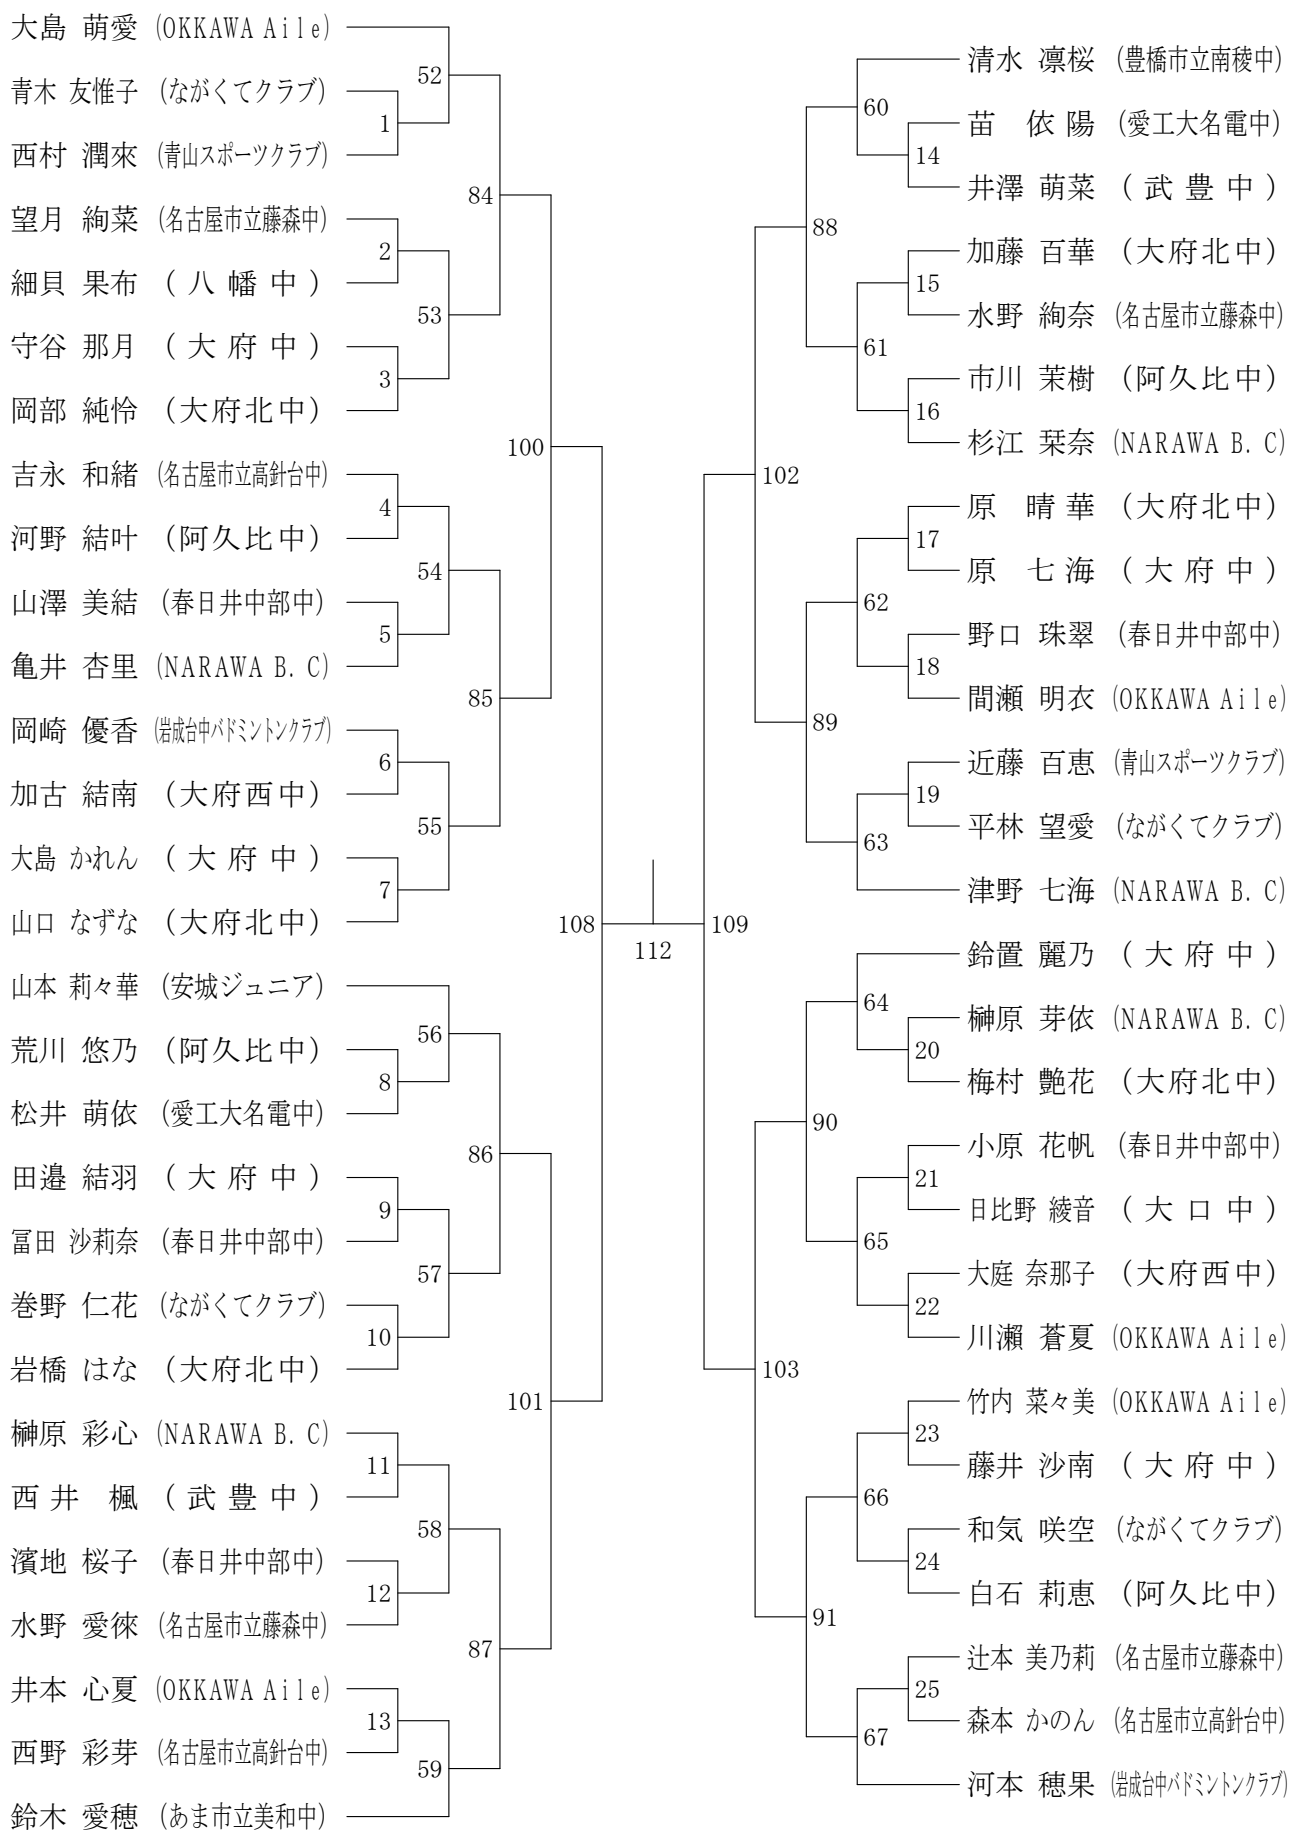 大島 萌愛 (OKKAWA Aile)
52
青木 友惟子 (ながくてクラブ)
1
西村 潤來 (青山スポーツクラブ)
84
望月 絢菜 (名古屋市立藤森中)
2
細貝 果布 (八幡中)
53
守谷 那月 (大府中)
3
岡部 純怜 (大府北中)
100
吉永 和緒 (名古屋市立高針台中)
4
河野 結叶 (阿久比中)
54
山澤 美結 (春日井中部中)
5
亀井 杏里 (NARAWA B.C)
85
岡崎 優香 (岩成台中バドミントンクラブ)
6
加古 結南 (大府西中)
55
大島 かれん (大府中)
7
山口 なずな (大府北中)
108
112
山本 莉々華 (安城ジュニア)
56
荒川 悠乃 (阿久比中)
8
松井 萌依 (愛工大名電中)
86
田邉 結羽 (大府中)
9
冨田 沙莉奈 (春日井中部中)
57
巻野 仁花 (ながくてクラブ)
10
岩橋 はな (大府北中)
101
榊原 彩心 (NARAWA B.C)
11
西井 楓 (武豊中)
58
濱地 桜子 (春日井中部中)
12
水野 愛徠 (名古屋市立藤森中)
87
井本 心夏 (OKKAWA Aile)
13
西野 彩芽 (名古屋市立高針台中)
59
鈴木 愛穂 (あま市立美和中)
清水 凛桜 (豊橋市立南稜中)
60
苗 依陽 (愛工大名電中)
14
井澤 萌菜 (武豊中)
88
加藤 百華 (大府北中)
15
水野 絢奈 (名古屋市立藤森中)
61
市川 茉樹 (阿久比中)
16
杉江 栞奈 (NARAWA B.C)
102
原 晴華 (大府北中)
17
原 七海 (大府中)
62
野口 珠翠 (春日井中部中)
18
間瀬 明衣 (OKKAWA Aile)
89
近藤 百恵 (青山スポーツクラブ)
19
平林 望愛 (ながくてクラブ)
63
津野 七海 (NARAWA B.C)
109
鈴置 麗乃 (大府中)
64
榊原 芽依 (NARAWA B.C)
20
梅村 艶花 (大府北中)
90
小原 花帆 (春日井中部中)
21
日比野 綾音 (大口中)
65
大庭 奈那子 (大府西中)
22
川瀬 蒼夏 (OKKAWA Aile)
103
竹内 菜々美 (OKKAWA Aile)
23
藤井 沙南 (大府中)
66
和気 咲空 (ながくてクラブ)
24
白石 莉恵 (阿久比中)
91
辻本 美乃莉 (名古屋市立藤森中)
25
森本 かのん (名古屋市立高針台中)
67
河本 穂果 (岩成台中バドミントンクラブ)